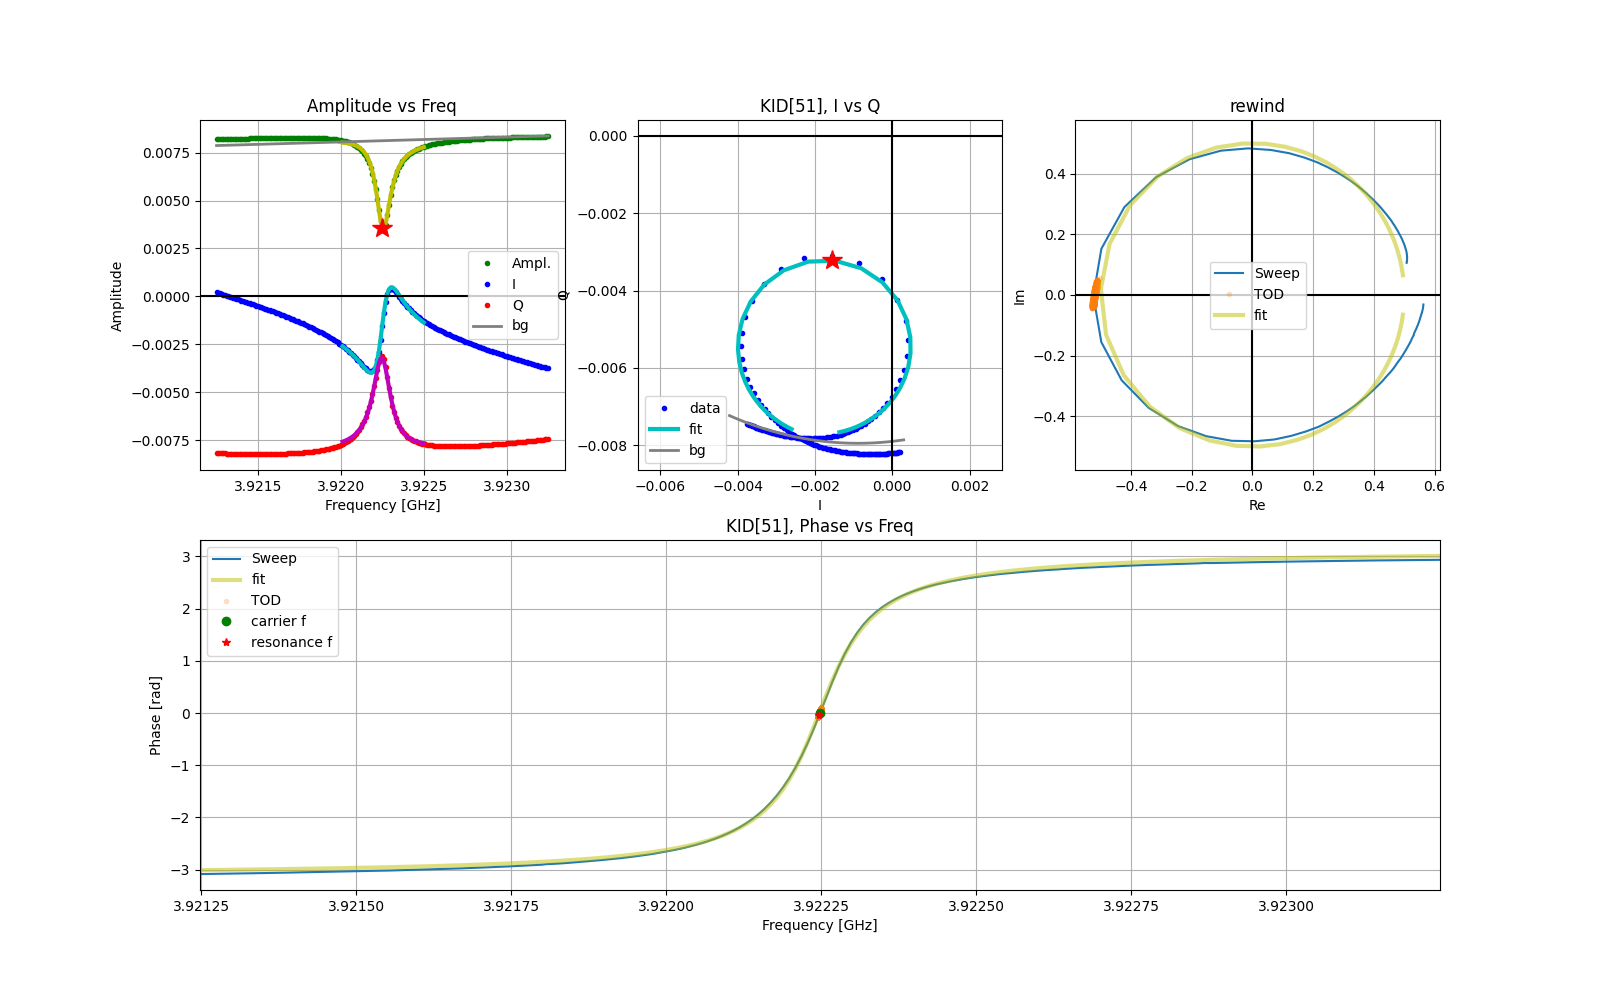 Amplitude vs Freq
Amplitude
0.0075
0.0050
0.0025
0.0000
−0.0025
−0.0050
−0.0075
Ampl.
I
Q
bg
3.9215
3.9220
3.9225
3.9230
Frequency [GHz]
KID[51], I vs Q
Q
0.000
−0.002
−0.004
−0.006
−0.008
data
fit
bg
−0.006
−0.004
−0.002
0.000
0.002
I
rewind
Im
0.4
0.2
0.0
−0.2
−0.4
Sweep
TOD
fit
−0.4
−0.2
0.0
0.2
0.4
0.6
Re
KID[51], Phase vs Freq
Phase [rad]
3
2
1
0
−1
−2
−3
Sweep
fit
TOD
carrier f
resonance f
3.92125
3.92150
3.92175
3.92200
3.92225
3.92250
3.92275
3.92300
Frequency [GHz]